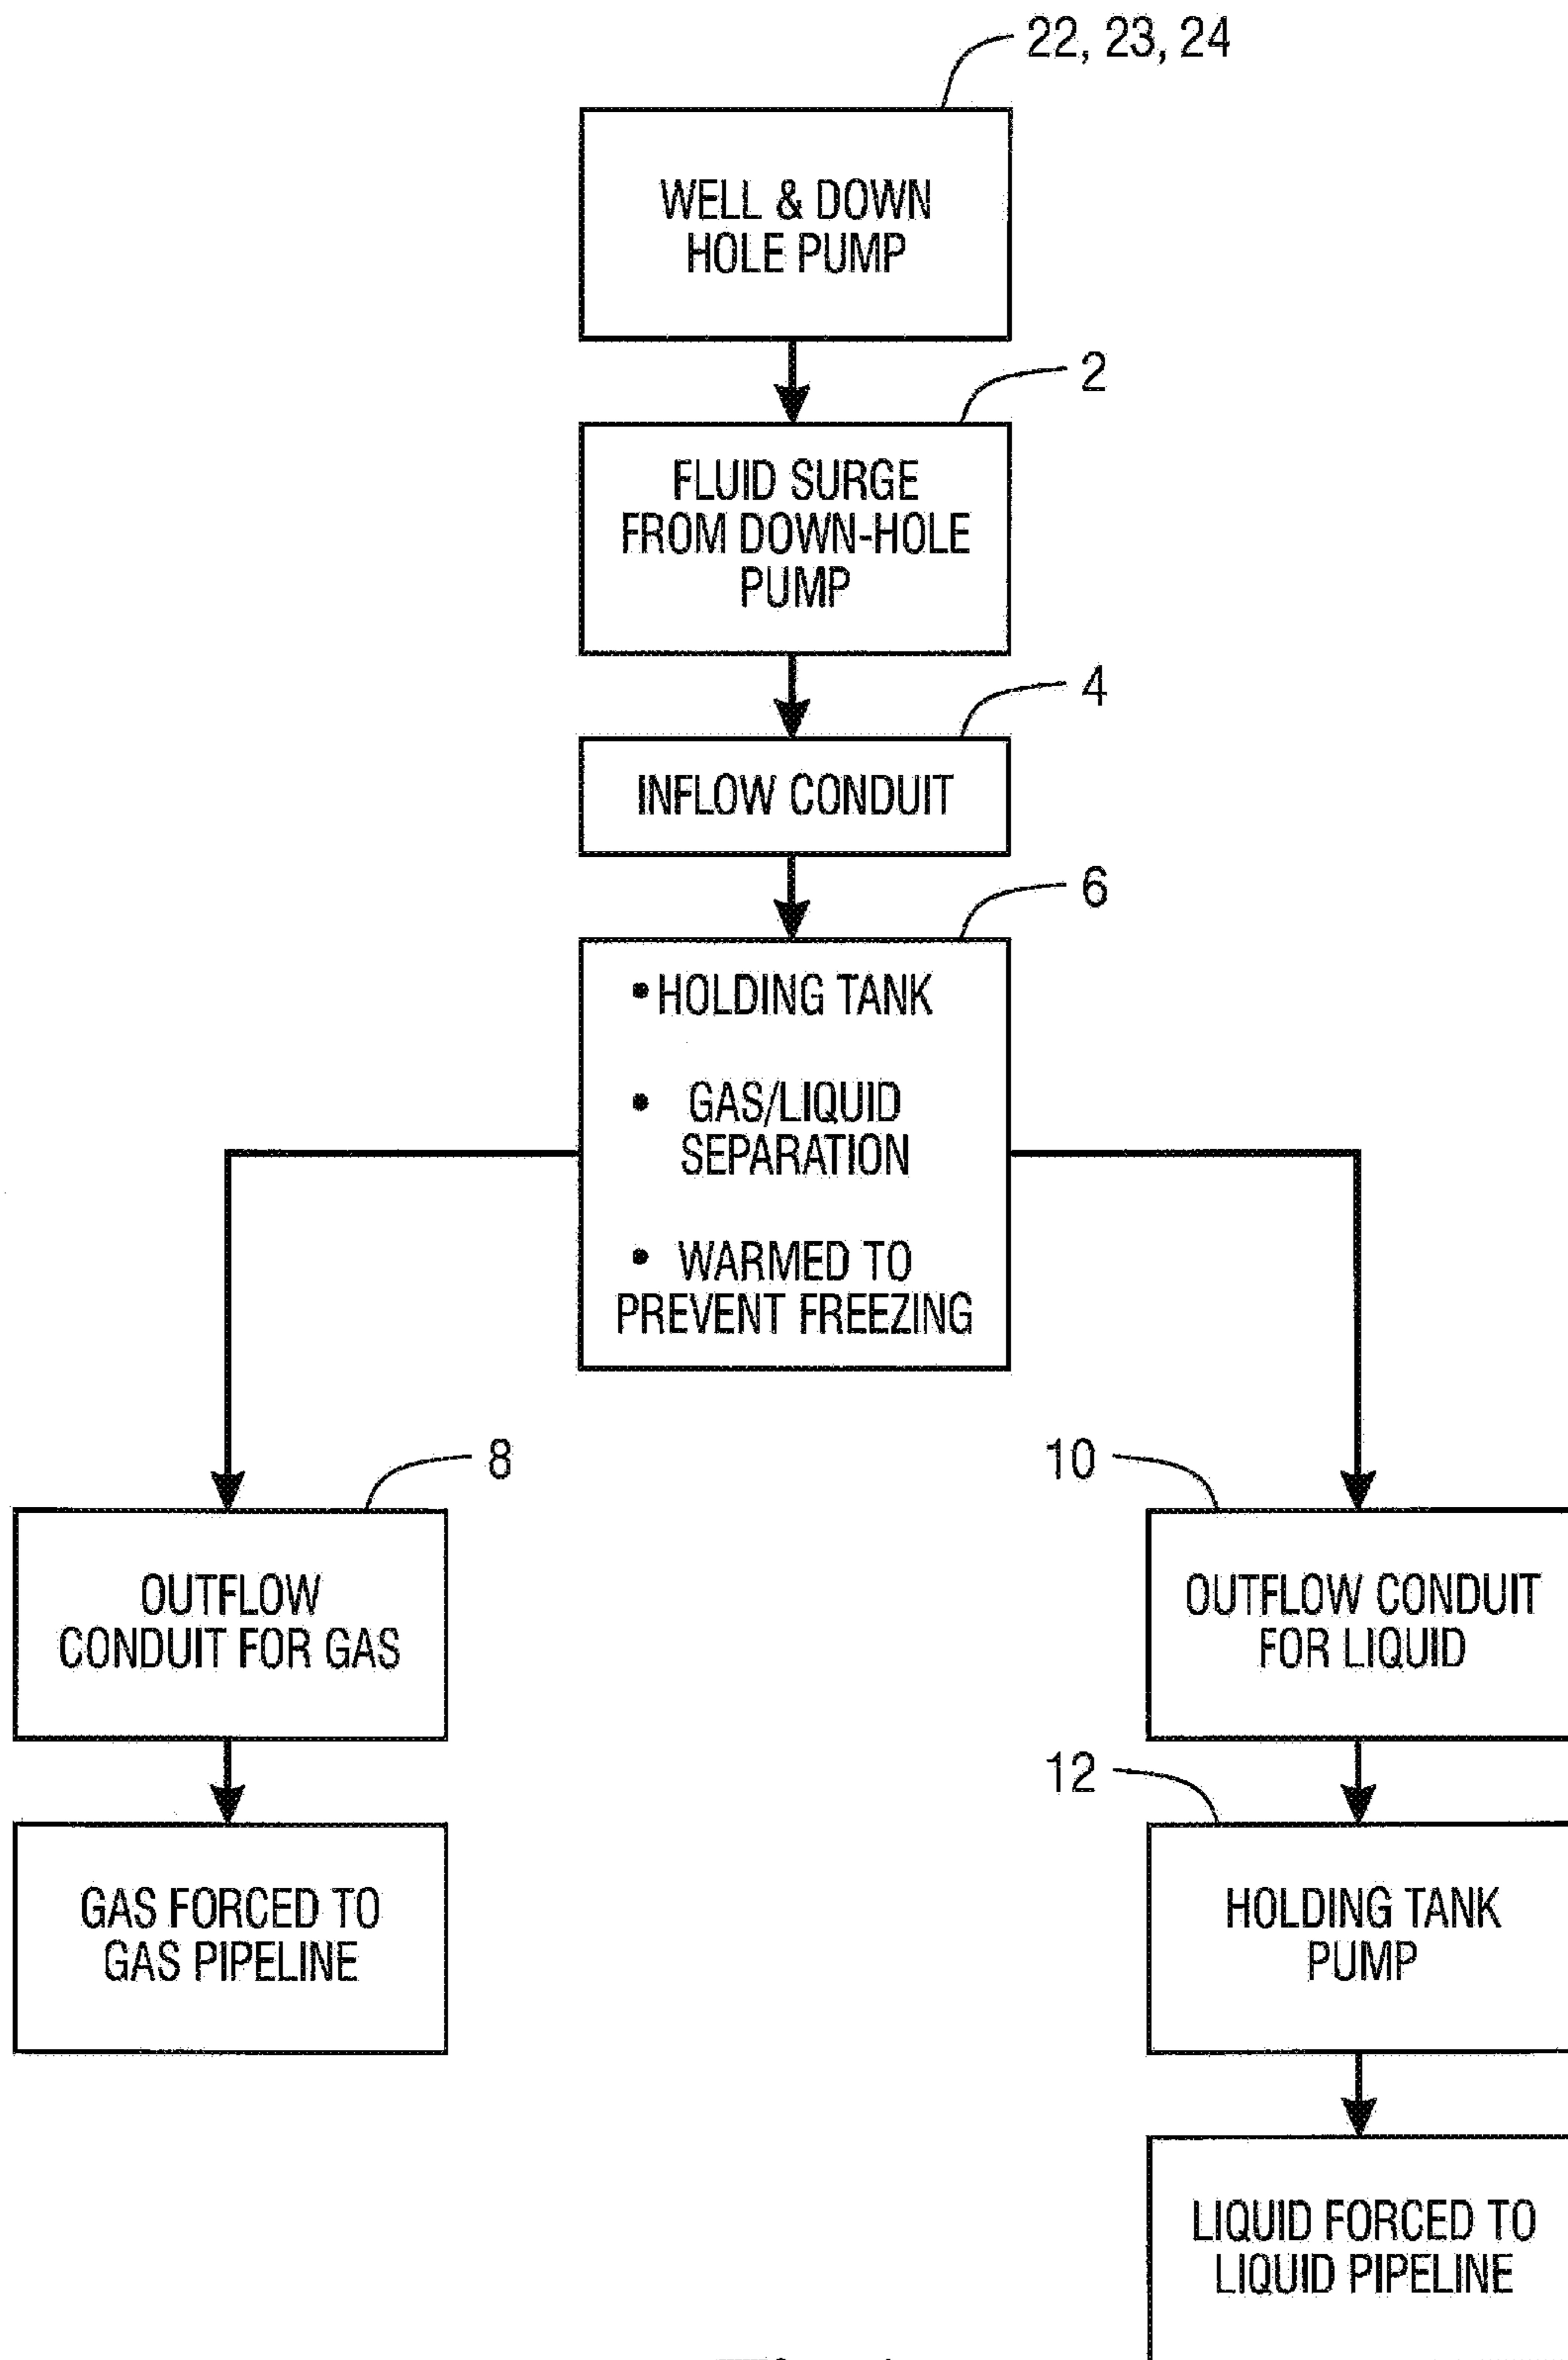 22, 23, 24
WELL & DOWN
HOLE PUMP
2
FLUID SURGE
FROM DOWN-HOLE
PUMP
4
INFLOW CONDUIT
6
• HOLDING TANK
• GAS/LIQUID
SEPARATION
• WARMED TO
PREVENT FREEZING
8
OUTFLOW
CONDUIT FOR GAS
GAS FORCED TO
GAS PIPELINE
10
OUTFLOW CONDUIT
FOR LIQUID
12
HOLDING TANK
PUMP
LIQUID FORCED TO
LIQUID PIPELINE